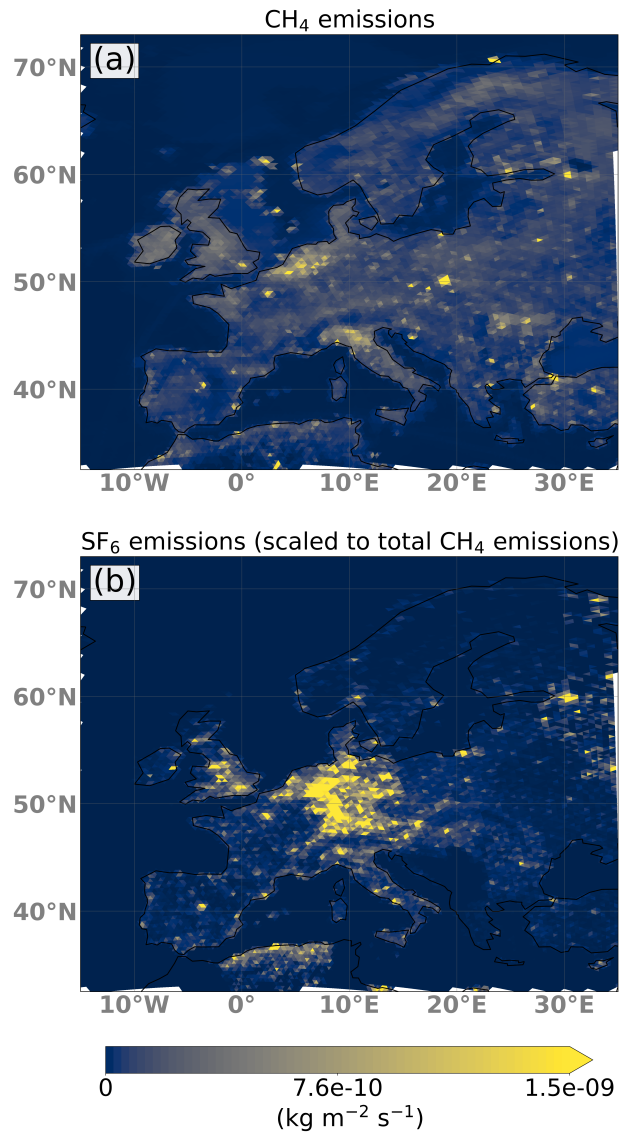 CH₄ emissions
(a)
70°N
60°N
50°N
40°N
10°W 0° 10°E 20°E 30°E
SF₆ emissions (scaled to total CH₄ emissions)
(b)
70°N
60°N
50°N
40°N
10°W 0° 10°E 20°E 30°E
0 7.6e-10 1.5e-09
(kg m⁻² s⁻¹)